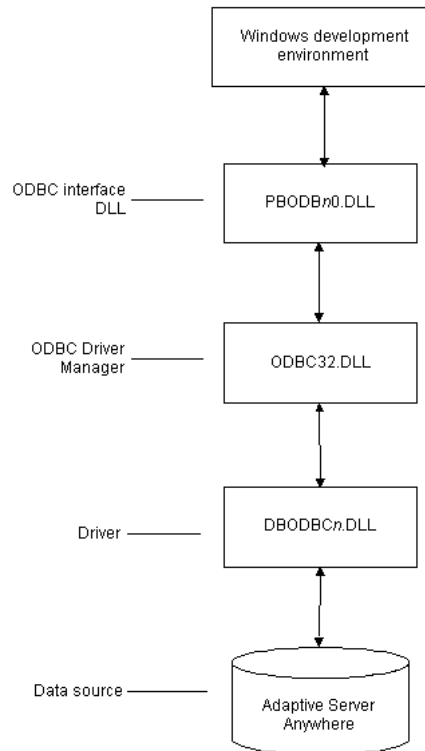 Windows development
environment
ODBC interface
DLL
PBODBn0.DLL
ODBC Driver
Manager
ODBC32.DLL
Driver
DBODBCn.DLL
Data source
Adaptive Server
Anywhere